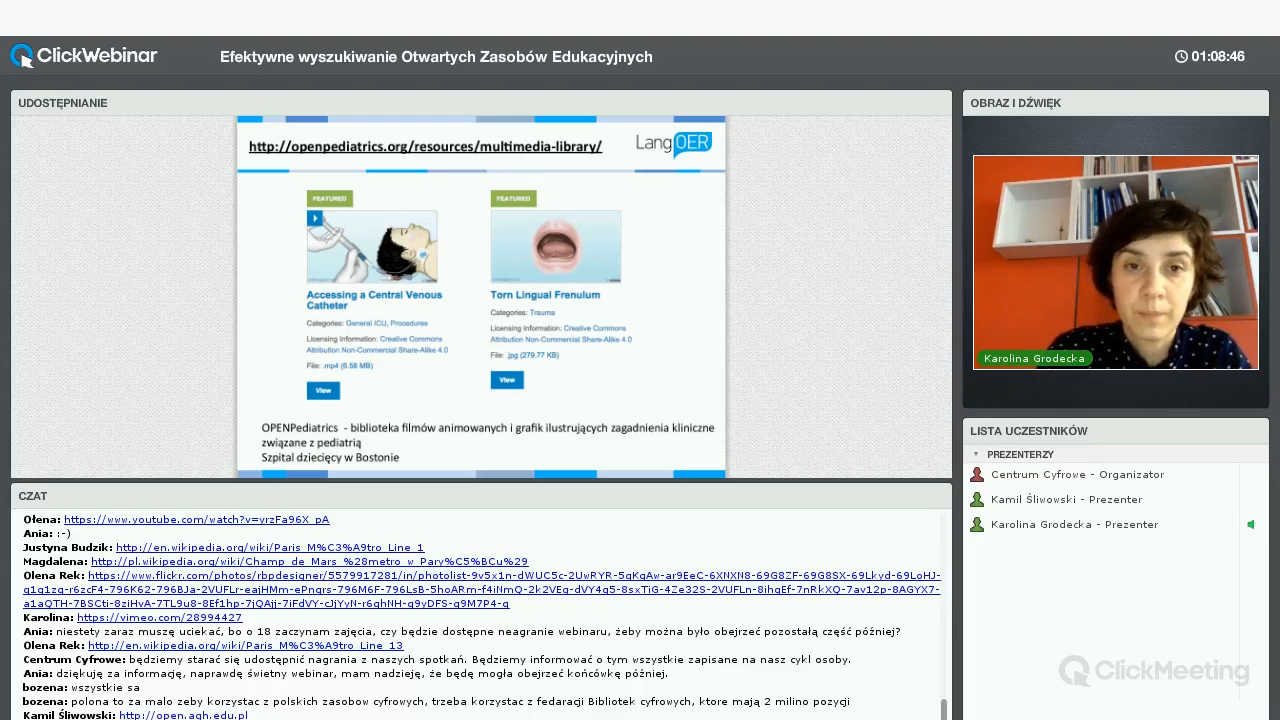 ClickWebinar
Efektywne wyszukiwanie Otwartych Zasobów Edukacyjnych
01:08:46
UDOSTĘPNIANIE
http://openpediatrics.org/resources/multimedia-library/
LangOER
FEATURED
Accessing a Central Venous
Catheter
Categories: General ICU, Procedures
Licensing Information: Creative Commons
Attribution Non-Commercial Share-Alike 4.0
File: .mp4 (6.58 MB)
View
FEATURED
Torn Lingual Frenulum
Categories: Trauma
Licensing Information: Creative Commons
Attribution Non-Commercial Share-Alike 4.0
File: .jpg (279.77 KB)
View
OPENPediatrics - biblioteka filmów animowanych i grafik ilustrujących zagadnienia kliniczne
związane z pediatrią
Szpital dziecięcy w Bostonie
OBRAZ I DŹWIĘK
Karolina Grodecka
LISTA UCZESTNIKÓW
PREZENTERZY
Centrum Cyfrowe - Organizator
Kamil Śliwowski - Prezenter
Karolina Grodecka - Prezenter
ClickMeeting
CZAT
https://www.youtube.com/watch?v=yrzFa96X_pA
Ania: :-)
Justyna Budzik: http://en.wikipedia.org/wiki/Paris_M%C3%A9tro_Line_1
Magdalena: http://pl.wikipedia.org/wiki/Champ_de_Mars_%28metro_w_Pary%C5%BCu%29
Olena Rek: https://www.flickr.com/photos/rbpdesigner/5579917281/in/photolist-
Karolina: https://vimeo.com/28994427
Ania: niestety zaraz muszę uciekać, bo o 18 zaczynam zajęcia, czy będzie dostępne neagranie webinaru, żeby można było obejrzeć pozostałą część później?
Olena Rek: http://en.wikipedia.org/wiki/Paris_M%C3%A9tro_Line_13
Centrum Cyfrowe: będziemy starać się udostępnić nagrania z naszych spotkań. Będziemy informować o tym wszystkie zapisane na nasz cykl osoby.
Ania: dziękuję za informację, naprawdę świetny webinar, mam nadzieję, że będę mogła obejrzeć końcówkę później.
bozena: wszystkie sa
bozena: polona to za malo zeby korzystac z polskich zasobow cyfrowych, trzeba korzystac z fedaracji Bibliotek cyfrowych, ktore mają 2 milino pozycji
Kamil Śliwowski: http://open.agh.edu.pl